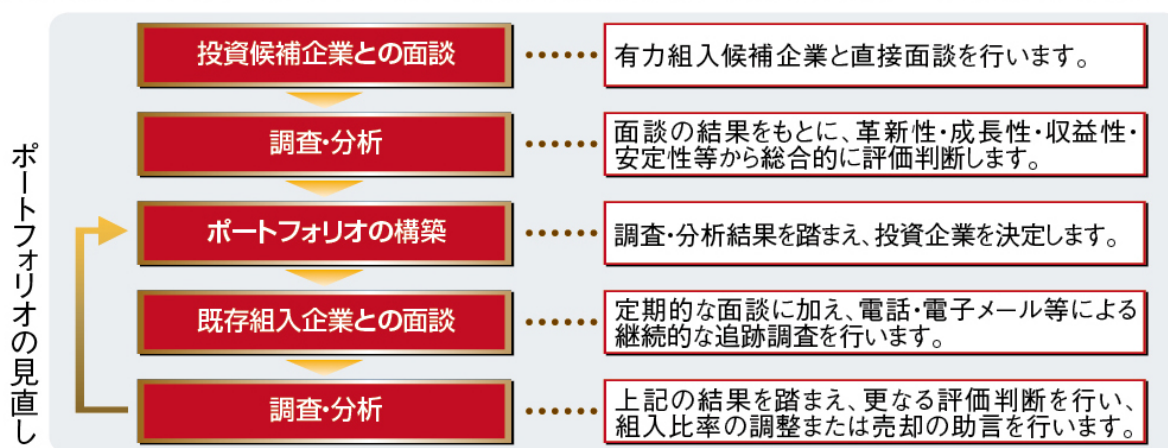 投資候補企業との面談
有力組入候補企業と直接面談を行います。
調査・分析
面談の結果をもとに、革新性・成長性・収益性・
安定性等から総合的に評価判断します。
ポートフォリオの構築
調査・分析結果を踏まえ、投資企業を決定します。
既存組入企業との面談
定期的な面談に加え、電話・電子メール等による
継続的な追跡調査を行います。
調査・分析
上記の結果を踏まえ、更なる評価判断を行い、
組入比率の調整または売却の助言を行います。
ポートフォリオの見直し